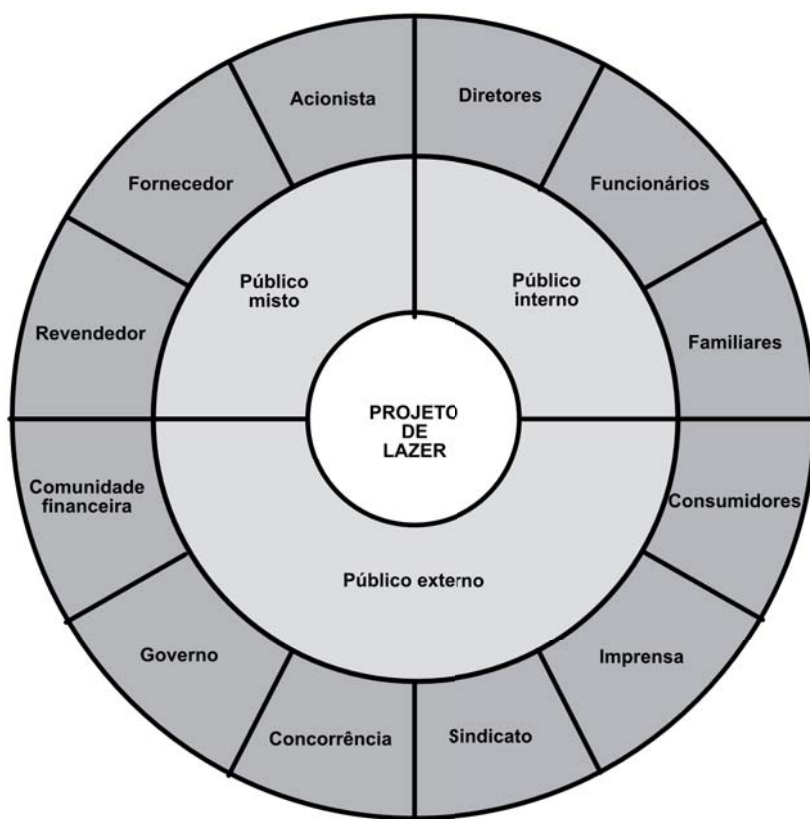 Acionista
Diretores
Fornecedor
Funcionários
Público
misto
Público
interno
Revendedor
Familiares
PROJETO
DE
LAZER
Comunidade
financeira
Consumidores
Público externo
Governo
Imprensa
Concorrência
Sindicato